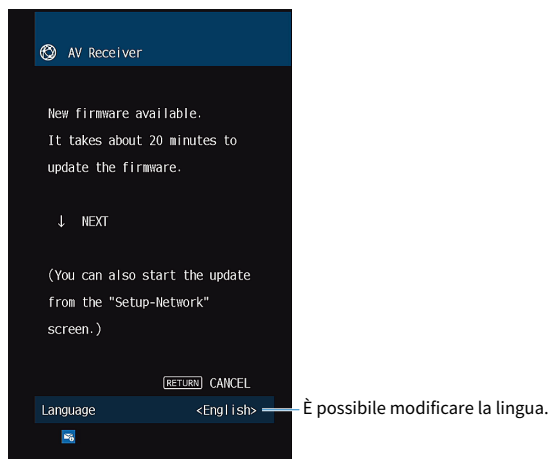 AV Receiver
New firmware available.
It takes about 20 minutes to
update the firmware.
↓ NEXT
(You can also start the update
from the "Setup-Network"
screen.)
RETURN CANCEL
Language <English>
È possibile modificare la lingua.